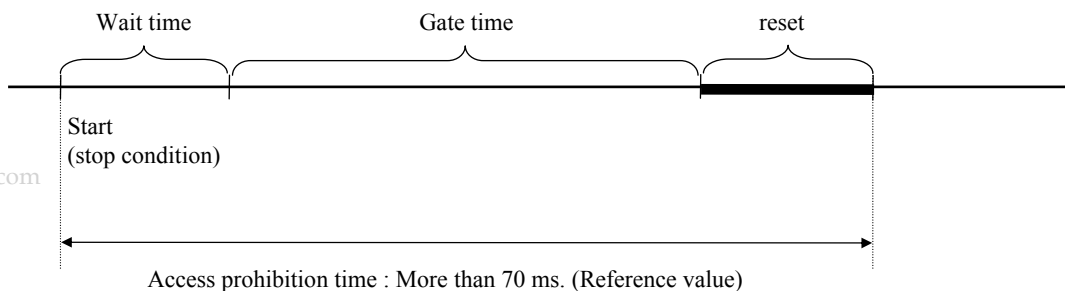 Wait time
Gate time
reset
Start
(stop condition)
com
Access prohibition time : More than 70 ms. (Reference value)